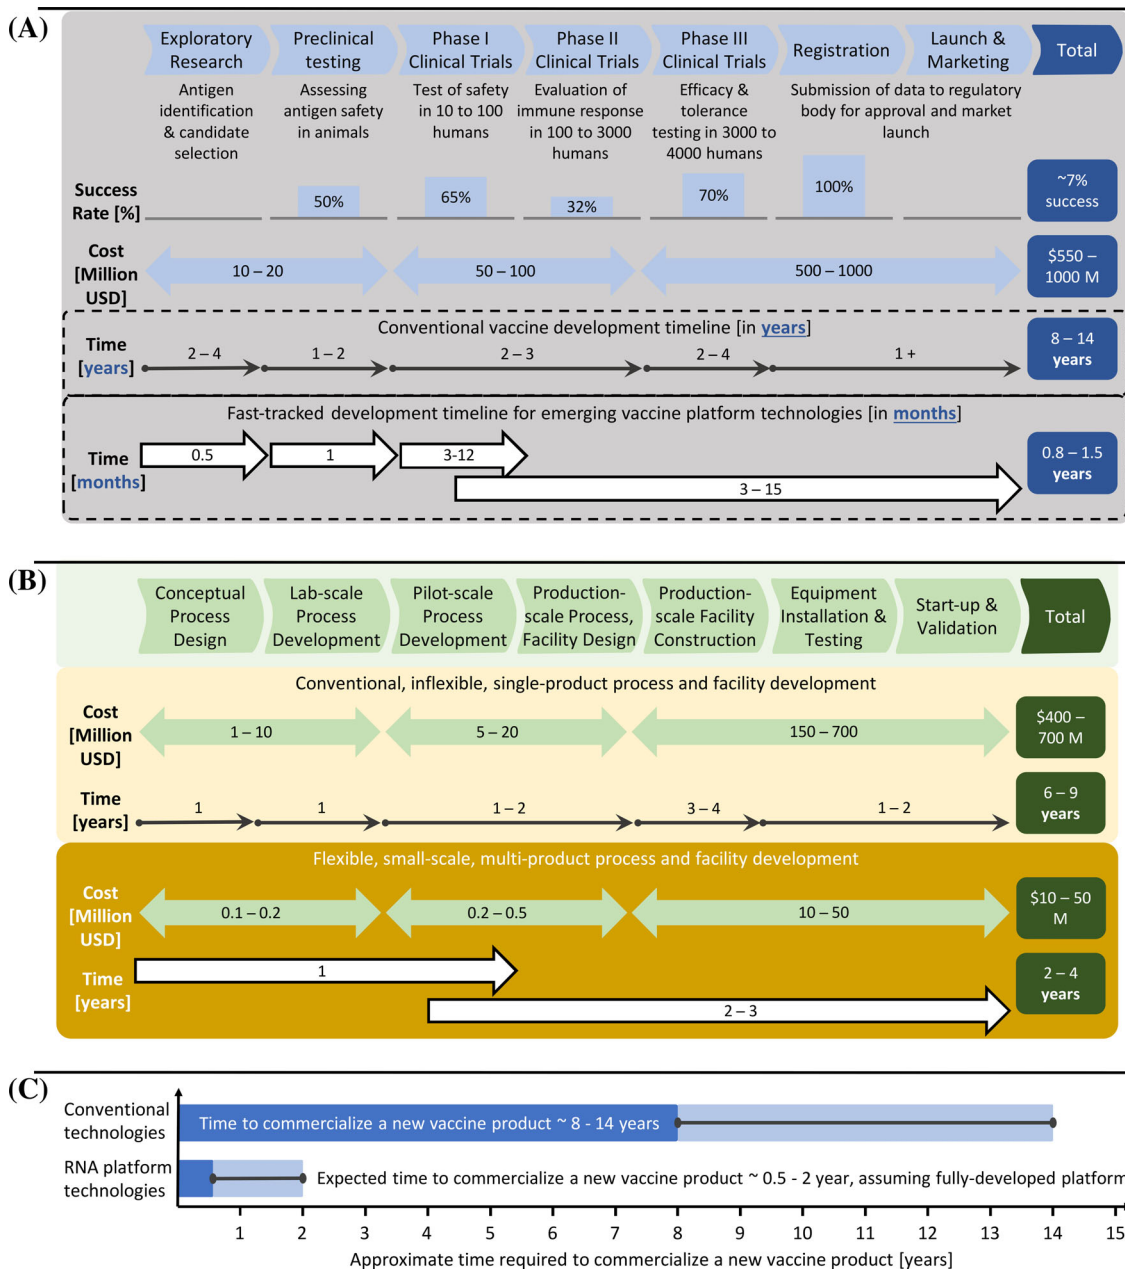 (A)
Exploratory
Research
Preclinical
testing
Phase I
Clinical Trials
Phase II
Clinical Trials
Phase III
Clinical Trials
Registration
Launch &
Marketing
Total
Antigen
identification
& candidate
selection
Assessing
antigen safety
in animals
Test of safety
in 10 to 100
humans
Evaluation of
immune response
in 100 to 3000
humans
Efficacy &
tolerance
testing in 3000 to
4000 humans
Submission of data to regulatory
body for approval and market
launch
Success
Rate [%]
50%
65%
32%
70%
100%
~7%
success
Cost
[Million
USD]
10 – 20
50 – 100
500 – 1000
$550 –
1000 M
Conventional vaccine development timeline [in years]
Time
[years]
2 – 4
1 – 2
2 – 3
2 – 4
1 +
8 – 14
years
Fast-tracked development timeline for emerging vaccine platform technologies [in months]
Time
[months]
0.5
1
3-12
3 – 15
0.8 – 1.5
years
(B)
Conceptual
Process
Design
Lab-scale
Process
Development
Pilot-scale
Process
Development
Production-
scale Process,
Facility Design
Production-
scale Facility
Construction
Equipment
Installation &
Testing
Start-up &
Validation
Total
Conventional, inflexible, single-product process and facility development
Cost
[Million
USD]
1 – 10
5 – 20
150 – 700
$400 –
700 M
Time
[years]
1
1
1 – 2
3 – 4
1 – 2
6 – 9
years
Flexible, small-scale, multi-product process and facility development
Cost
[Million
USD]
0.1 – 0.2
0.2 – 0.5
10 – 50
$10 – 50
M
Time
[years]
1
2 – 3
2 – 4
years
(C)
Conventional
technologies
Time to commercialize a new vaccine product ~ 8 - 14 years
RNA platform
technologies
Expected time to commercialize a new vaccine product ~ 0.5 - 2 year, assuming fully-developed platform
1 2 3 4 5 6 7 8 9 10 11 12 13 14 15
Approximate time required to commercialize a new vaccine product [years]